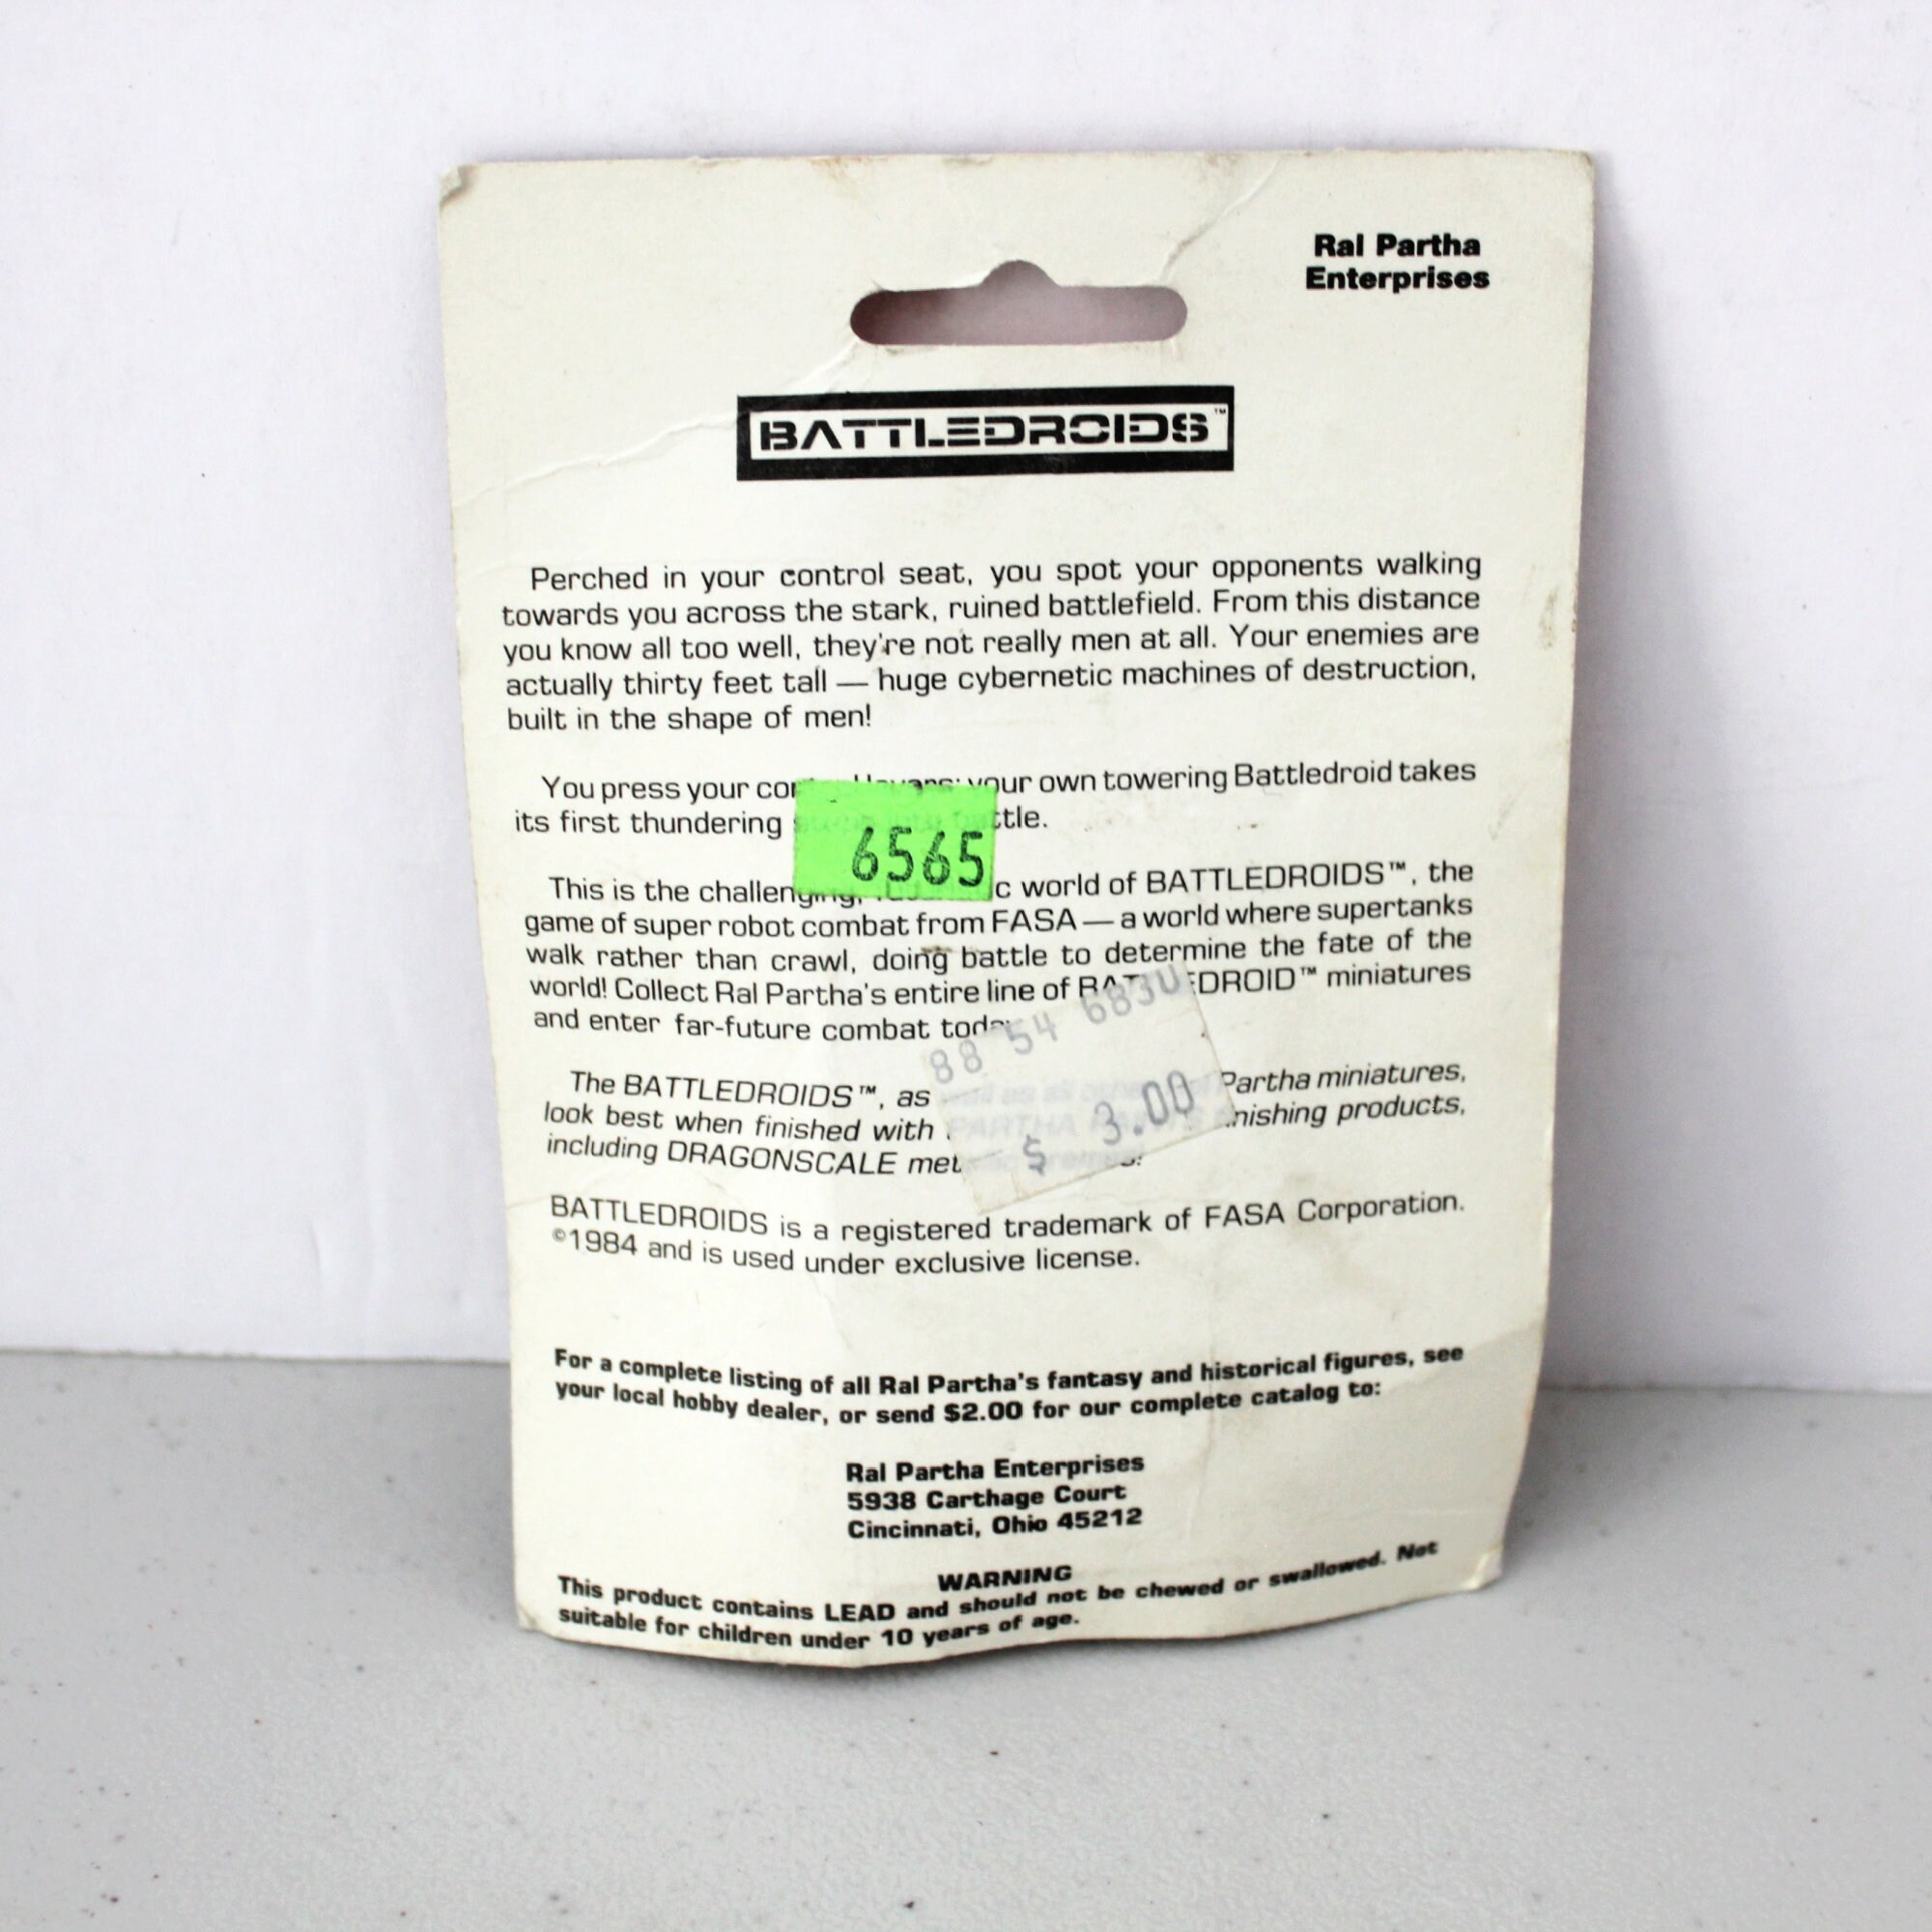 Ral Partha
Enterprises
BATTLEDROIDS™
Perched in your control seat, you spot your opponents walking
towards you across the stark, ruined battlefield. From this distance
you know all too well, they're not really men at all. Your enemies are
actually thirty feet tall — huge cybernetic machines of destruction,
built in the shape of men!
You press your your own towering Battledroid takes
its first thundering
6565
This is the world of BATTLEDROIDS™, the
game of super robot combat from FASA — a world where supertanks
walk rather than crawl, doing battle to determine the fate of the
world! Collect Ral Partha's entire line of miniatures
and enter far-future combat
88 54 6830
The BATTLEDROIDS™, as Partha miniatures,
$ 3.00
look best when finished with products,
including DRAGONSCALE
BATTLEDROIDS is a registered trademark of FASA Corporation.
©1984 and is used under exclusive license.
For a complete listing of all Ral Partha's fantasy and historical figures, see
your local hobby dealer, or send $2.00 for our complete catalog to:
Ral Partha Enterprises
5938 Carthage Court
Cincinnati, Ohio 45212
WARNING
This product contains LEAD and should not be chewed or swallowed. Not
suitable for children under 10 years of age.